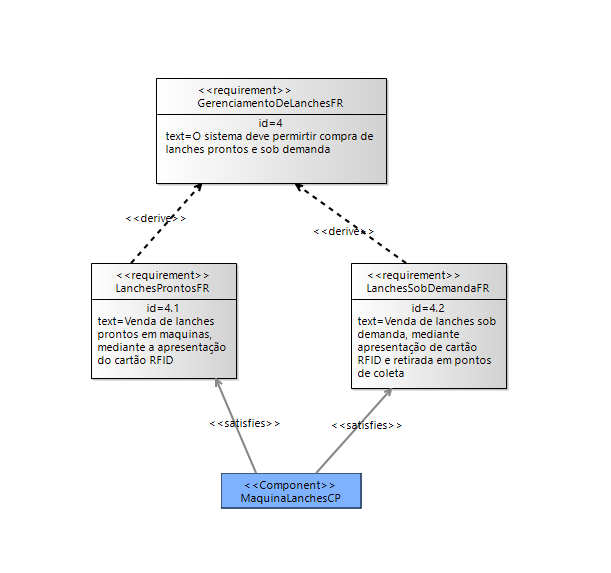 <<requirement>>
GerenciamentoDeLanchesFR
id=4
text=O sistema deve permirtir compra de
lanches prontos e sob demanda
<<derive>>
<<derive>>
<<requirement>>
LanchesProntosFR
id=4.1
text=Venda de lanches
prontos em maquinas,
mediante a apresentação
do cartão RFID
<<requirement>>
LanchesSobDemandaFR
id=4.2
text=Venda de lanches sob
demanda, mediante
apresentação de cartão
RFID e retirada em pontos
de coleta
<<satisfies>>
<<satisfies>>
<<Component>>
MaquinaLanchesCP